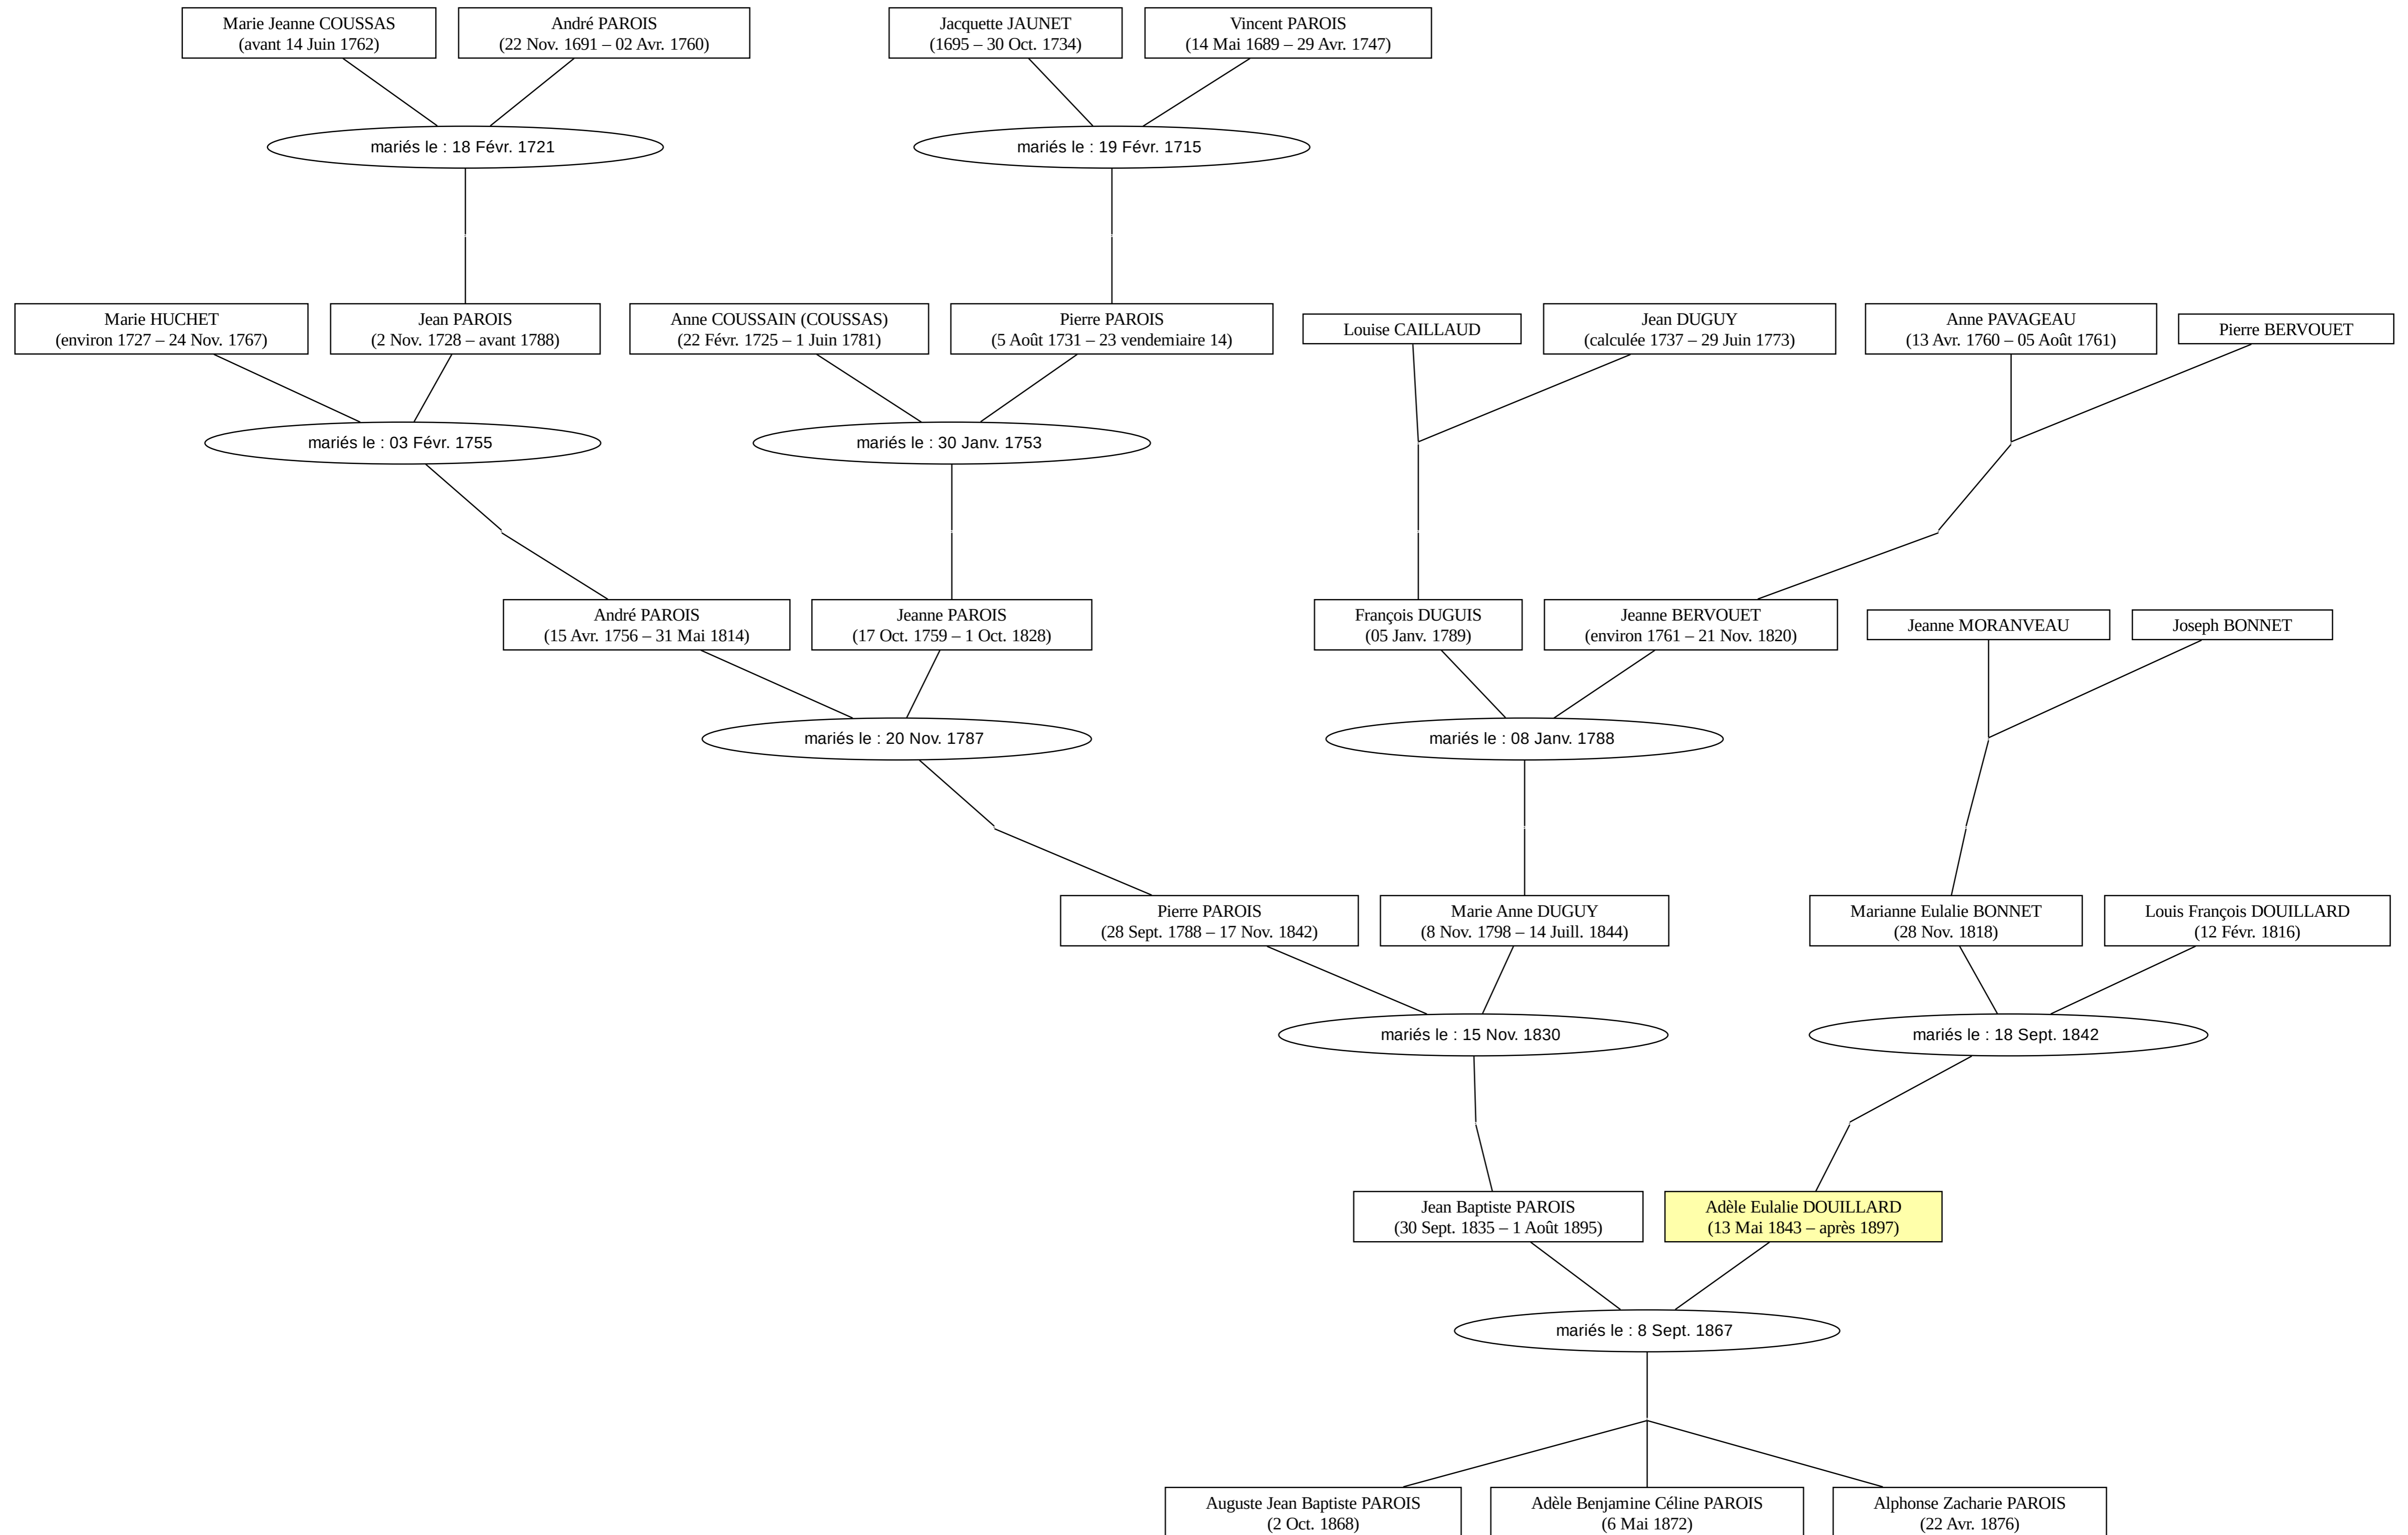 Marie Jeanne COUSSAS
(avant 14 Juin 1762)
André PAROIS
(22 Nov. 1691 – 02 Avr. 1760)
Jacquette JAUNET
(1695 – 30 Oct. 1734)
Vincent PAROIS
(14 Mai 1689 – 29 Avr. 1747)
mariés le : 18 Févr. 1721
mariés le : 19 Févr. 1715
Marie HUCHET
(environ 1727 – 24 Nov. 1767)
Jean PAROIS
(2 Nov. 1728 – avant 1788)
Anne COUSSAIN (COUSSAS)
(22 Févr. 1725 – 1 Juin 1781)
Pierre PAROIS
(5 Août 1731 – 23 vendemiaire 14)
Louise CAILLAUD
Jean DUGUY
(calculée 1737 – 29 Juin 1773)
Anne PAVAGEAU
(13 Avr. 1760 – 05 Août 1761)
Pierre BERVOUET
mariés le : 03 Févr. 1755
mariés le : 30 Janv. 1753
André PAROIS
(15 Avr. 1756 – 31 Mai 1814)
Jeanne PAROIS
(17 Oct. 1759 – 1 Oct. 1828)
François DUGUIS
(05 Janv. 1789)
Jeanne BERVOUET
(environ 1761 – 21 Nov. 1820)
Jeanne MORANVEAU
Joseph BONNET
mariés le : 20 Nov. 1787
mariés le : 08 Janv. 1788
Pierre PAROIS
(28 Sept. 1788 – 17 Nov. 1842)
Marie Anne DUGUY
(8 Nov. 1798 – 14 Juill. 1844)
Marianne Eulalie BONNET
(28 Nov. 1818)
Louis François DOUILLARD
(12 Févr. 1816)
mariés le : 15 Nov. 1830
mariés le : 18 Sept. 1842
Jean Baptiste PAROIS
(30 Sept. 1835 – 1 Août 1895)
Adèle Eulalie DOUILLARD
(13 Mai 1843 – après 1897)
mariés le : 8 Sept. 1867
Auguste Jean Baptiste PAROIS
(2 Oct. 1868)
Adèle Benjamine Céline PAROIS
(6 Mai 1872)
Alphonse Zacharie PAROIS
(22 Avr. 1876)